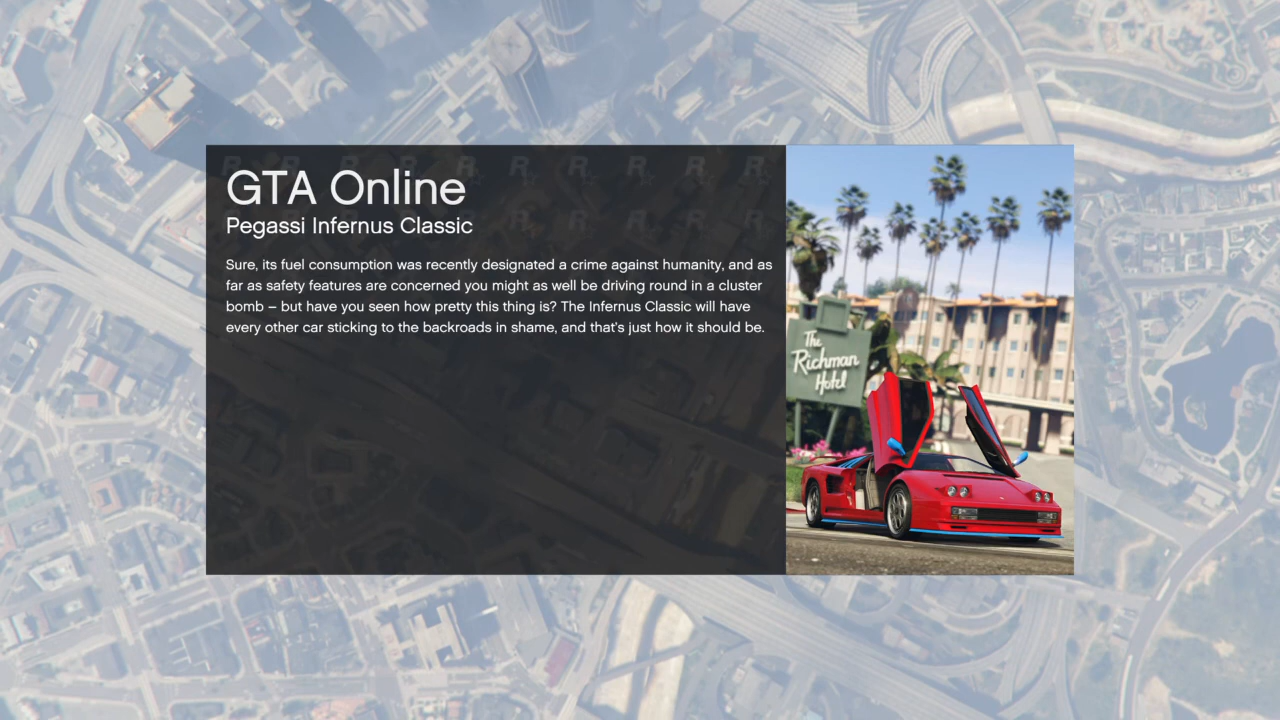 GTA Online
Pegassi Infernus Classic
Sure, its fuel consumption was recently designated a crime against humanity, and as
far as safety features are concerned you might as well be driving round in a cluster
bomb – but have you seen how pretty this thing is? The Infernus Classic will have
every other car sticking to the backroads in shame, and that's just how it should be.
The
Richman
Hotel